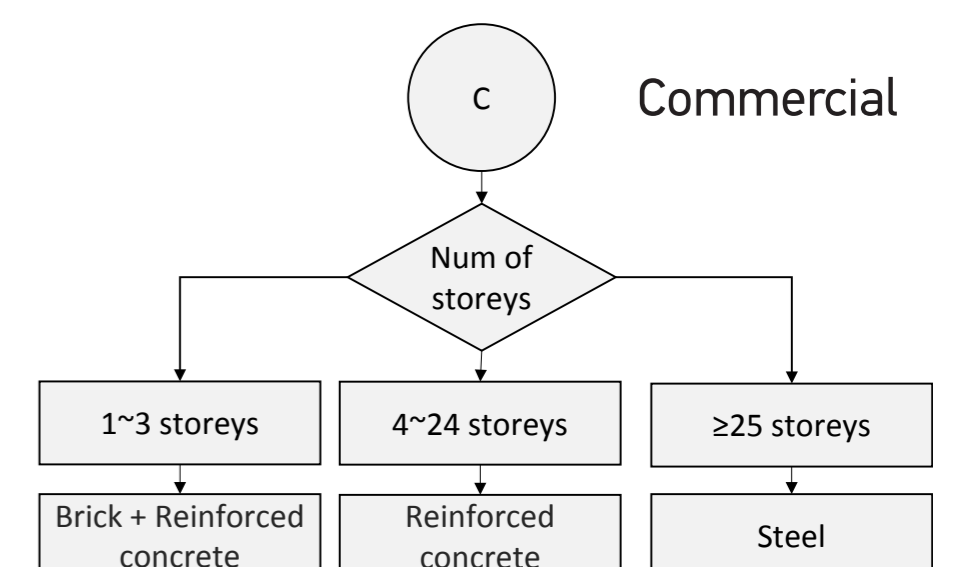 C
Commercial
Num of
storeys
1~3 storeys
4~24 storeys
≥25 storeys
Brick + Reinforced
concrete
Reinforced
concrete
Steel